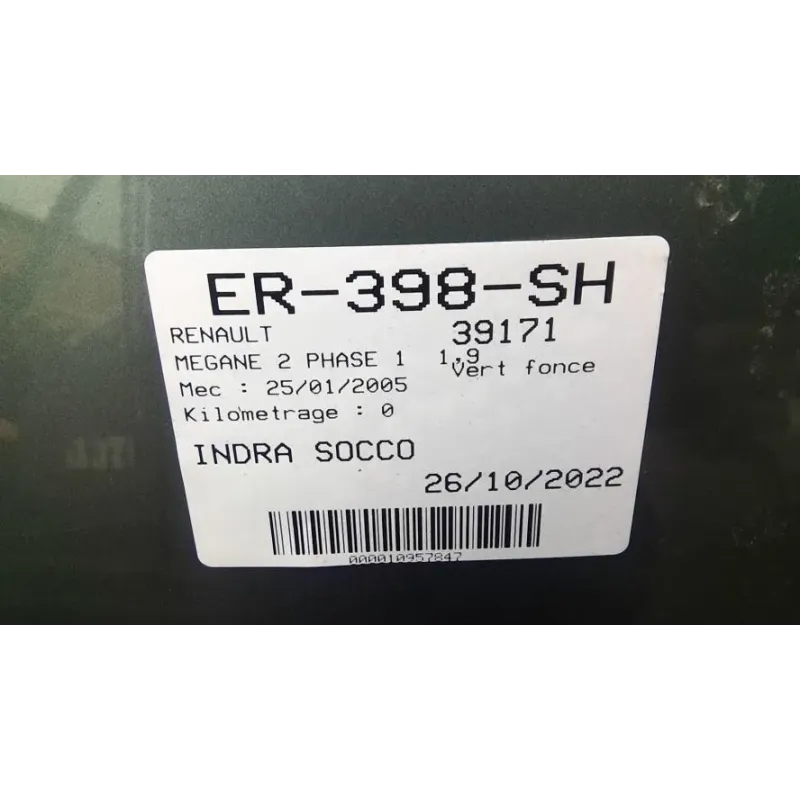 ER-398-SH
RENAULT 39171
MEGANE 2 PHASE 1 1,9
Vert fonce
Mec : 25/01/2005
Kilometrage : 0
INDRA SOCCO
26/10/2022
000010957847